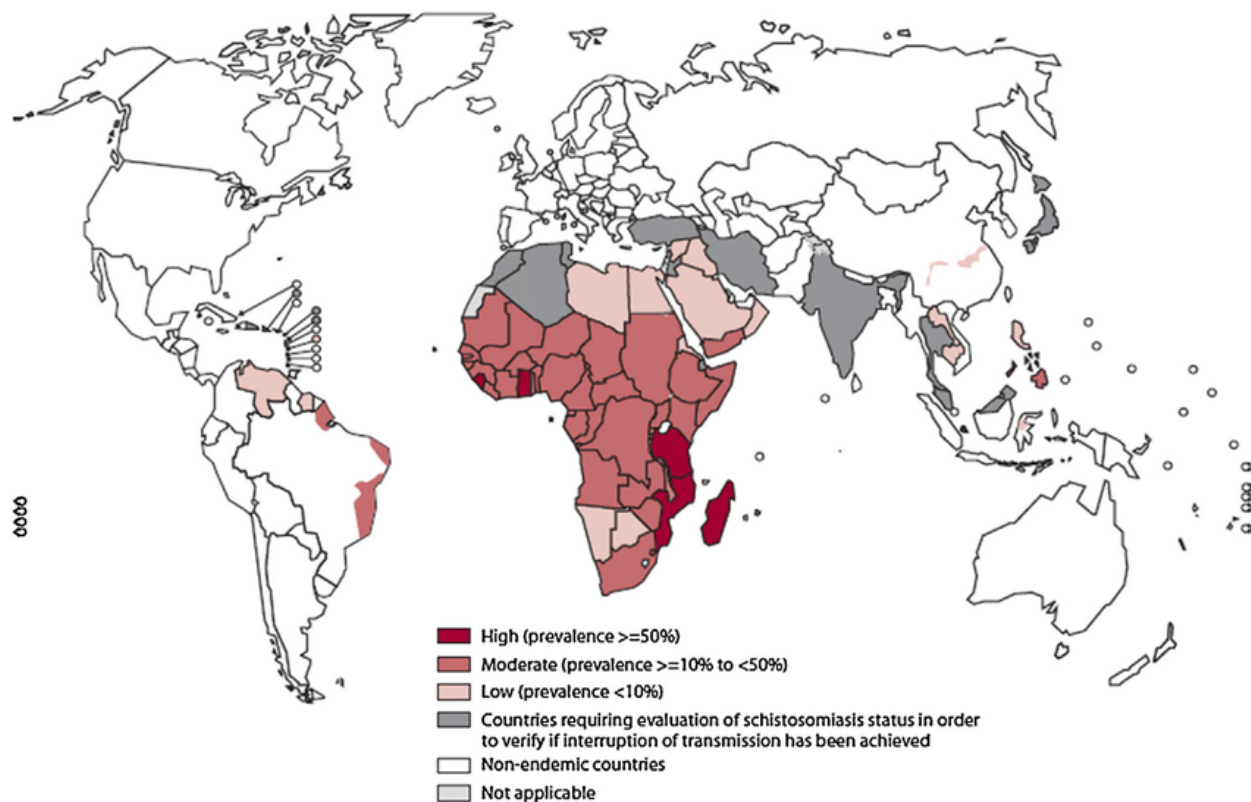 High (prevalence >=50%)
Moderate (prevalence >=10% to <50%)
Low (prevalence <10%)
Countries requiring evaluation of schistosomiasis status in order
to verify if interruption of transmission has been achieved
Non-endemic countries
Not applicable